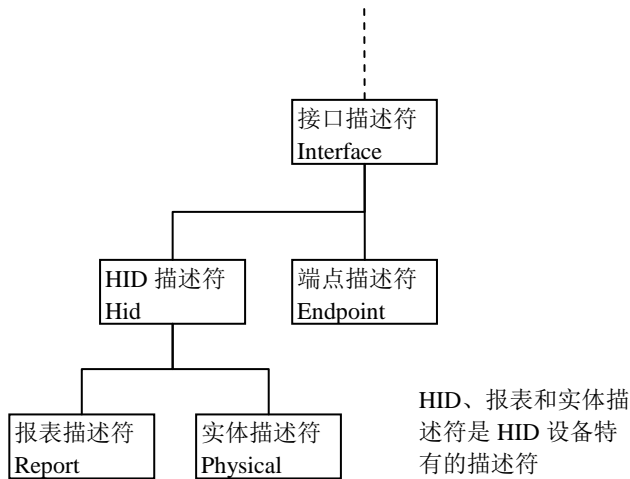 接口描述符
Interface
HID 描述符
Hid
端点描述符
Endpoint
报表描述符
Report
实体描述符
Physical
HID、报表和实体描
述符是 HID 设备特
有的描述符